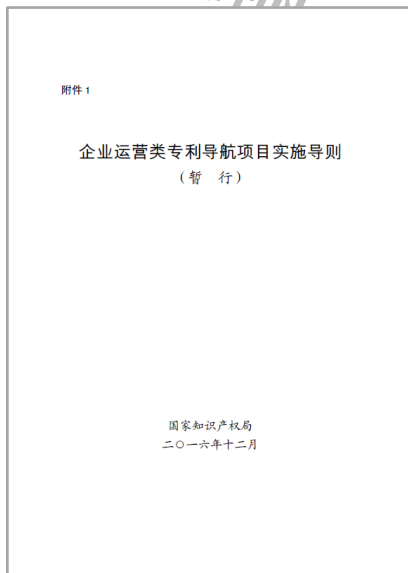 附件 1
企业运营类专利导航项目实施导则
（暂 行）
国家知识产权局
二○一六年十二月